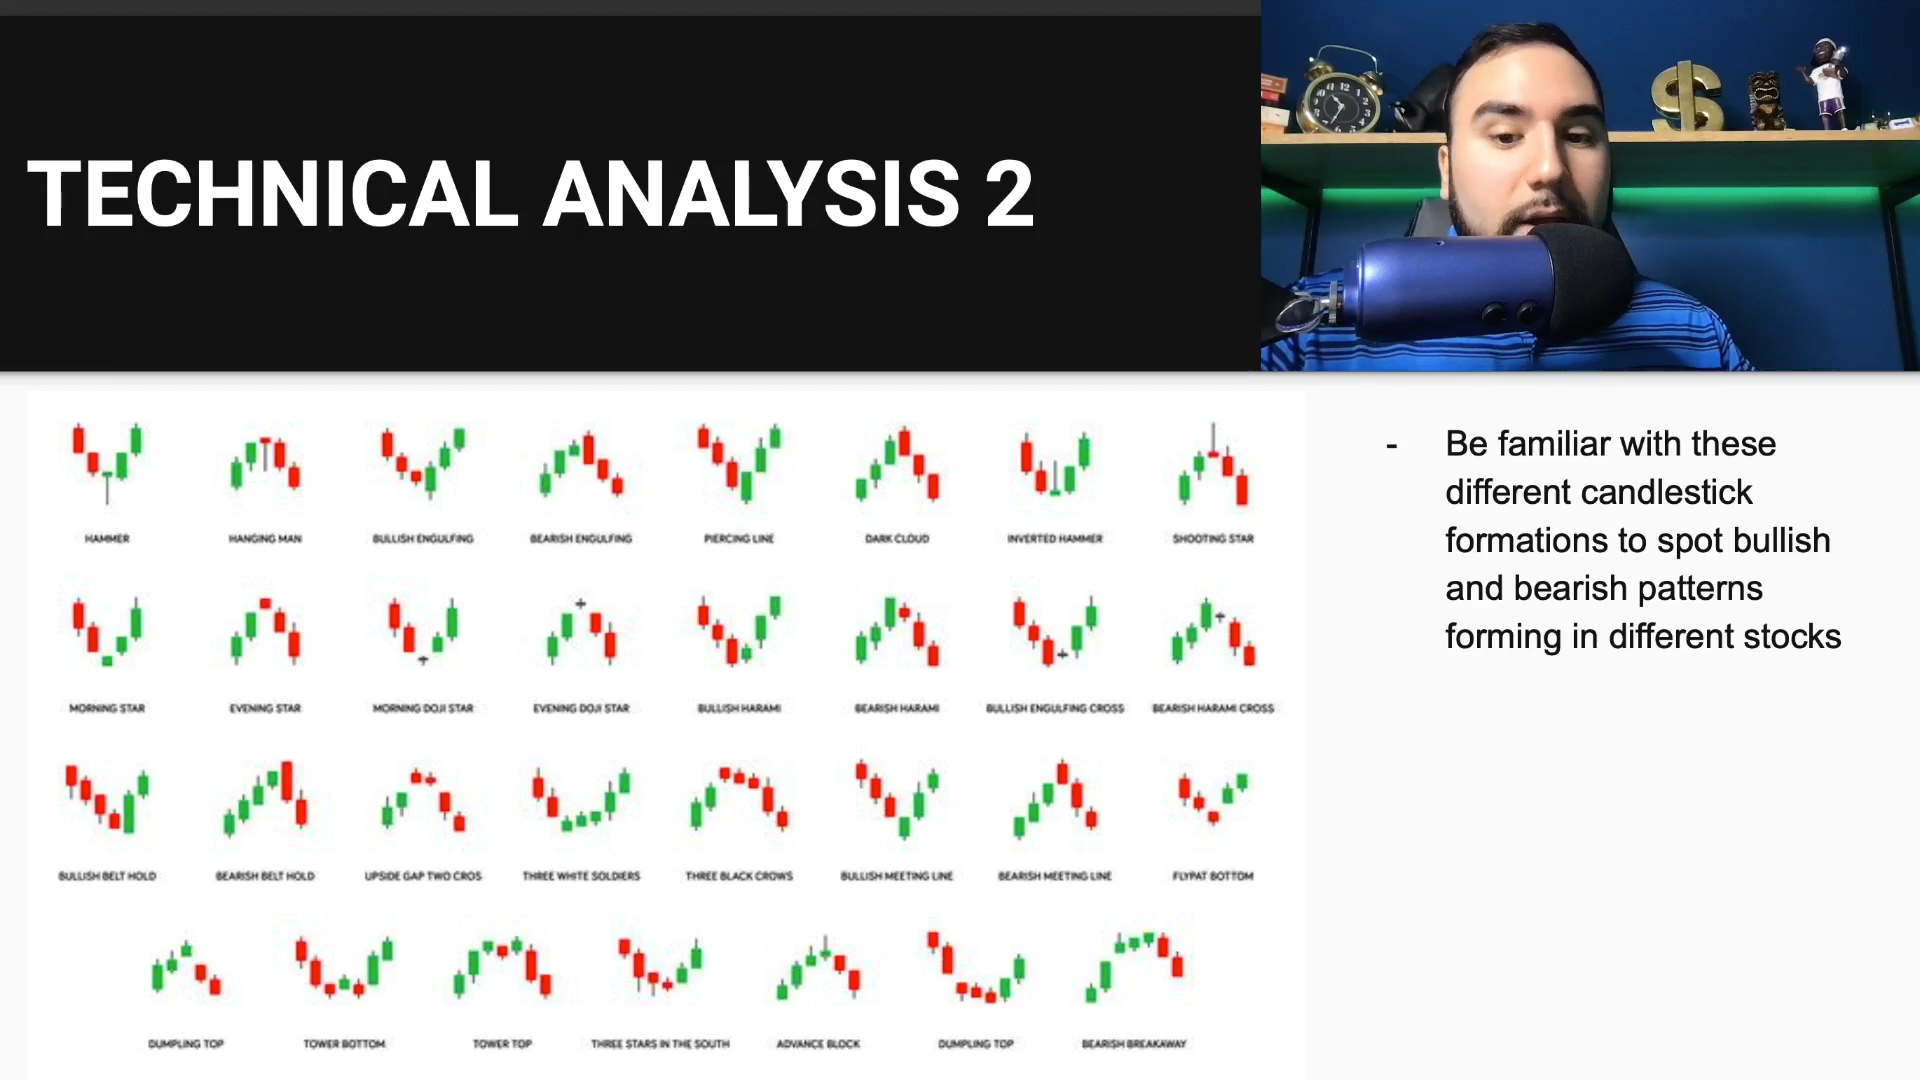 TECHNICAL ANALYSIS 2
- Be familiar with these
different candlestick
formations to spot bullish
and bearish patterns
forming in different stocks
HAMMER
HANGING MAN
BULLISH ENGULFING
BEARISH ENGULFING
PIERCING LINE
DARK CLOUD
INVERTED HAMMER
SHOOTING STAR
MORNING STAR
EVENING STAR
MORNING DOJI STAR
EVENING DOJI STAR
BULLISH HARAMI
BEARISH HARAMI
BULLISH ENGULFING CROSS
BEARISH HARAMI CROSS
BULLISH BELT HOLD
BEARISH BELT HOLD
UPSIDE GAP TWO CROS
THREE WHITE SOLDIERS
THREE BLACK CROWS
BULLISH MEETING LINE
BEARISH MEETING LINE
FLYPAT BOTTOM
DUMPLING TOP
TOWER BOTTOM
TOWER TOP
THREE STARS IN THE SOUTH
ADVANCE BLOCK
DUMPLING TOP
BEARISH BREAKAWAY